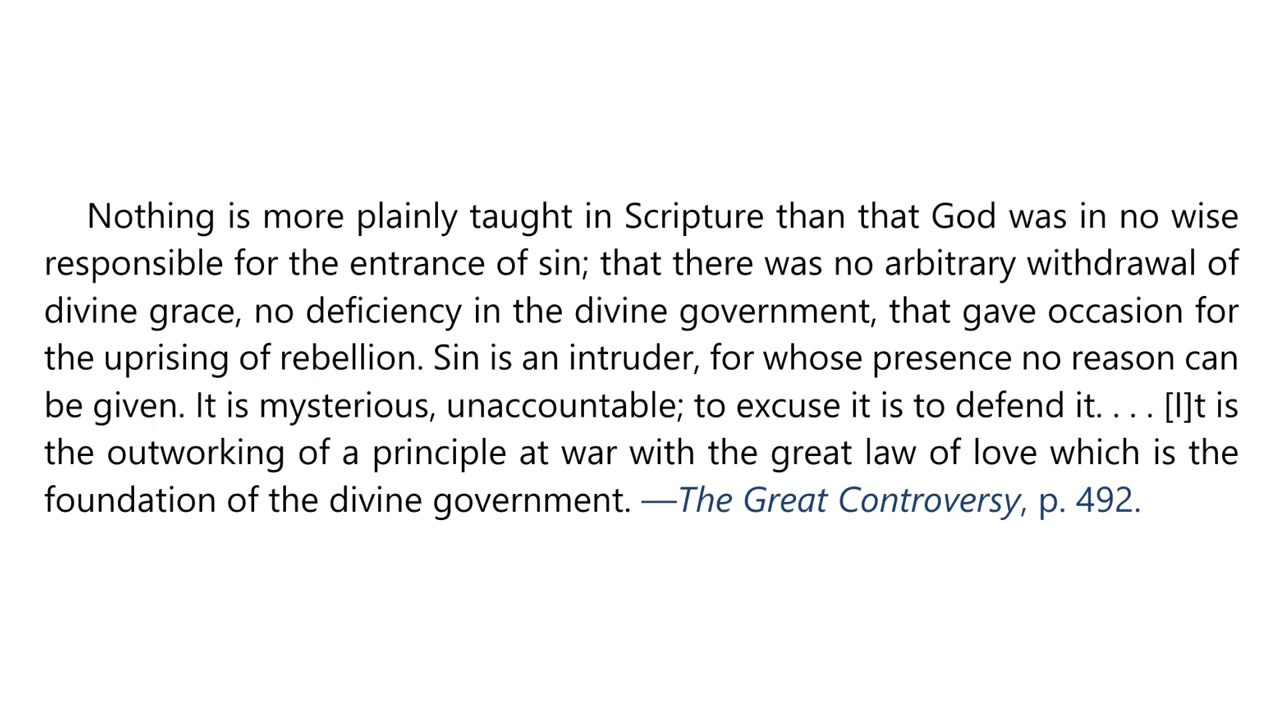 Nothing is more plainly taught in Scripture than that God was in no wise
responsible for the entrance of sin; that there was no arbitrary withdrawal of
divine grace, no deficiency in the divine government, that gave occasion for
the uprising of rebellion. Sin is an intruder, for whose presence no reason can
be given. It is mysterious, unaccountable; to excuse it is to defend it. . . . [I]t is
the outworking of a principle at war with the great law of love which is the
foundation of the divine government. —The Great Controversy, p. 492.